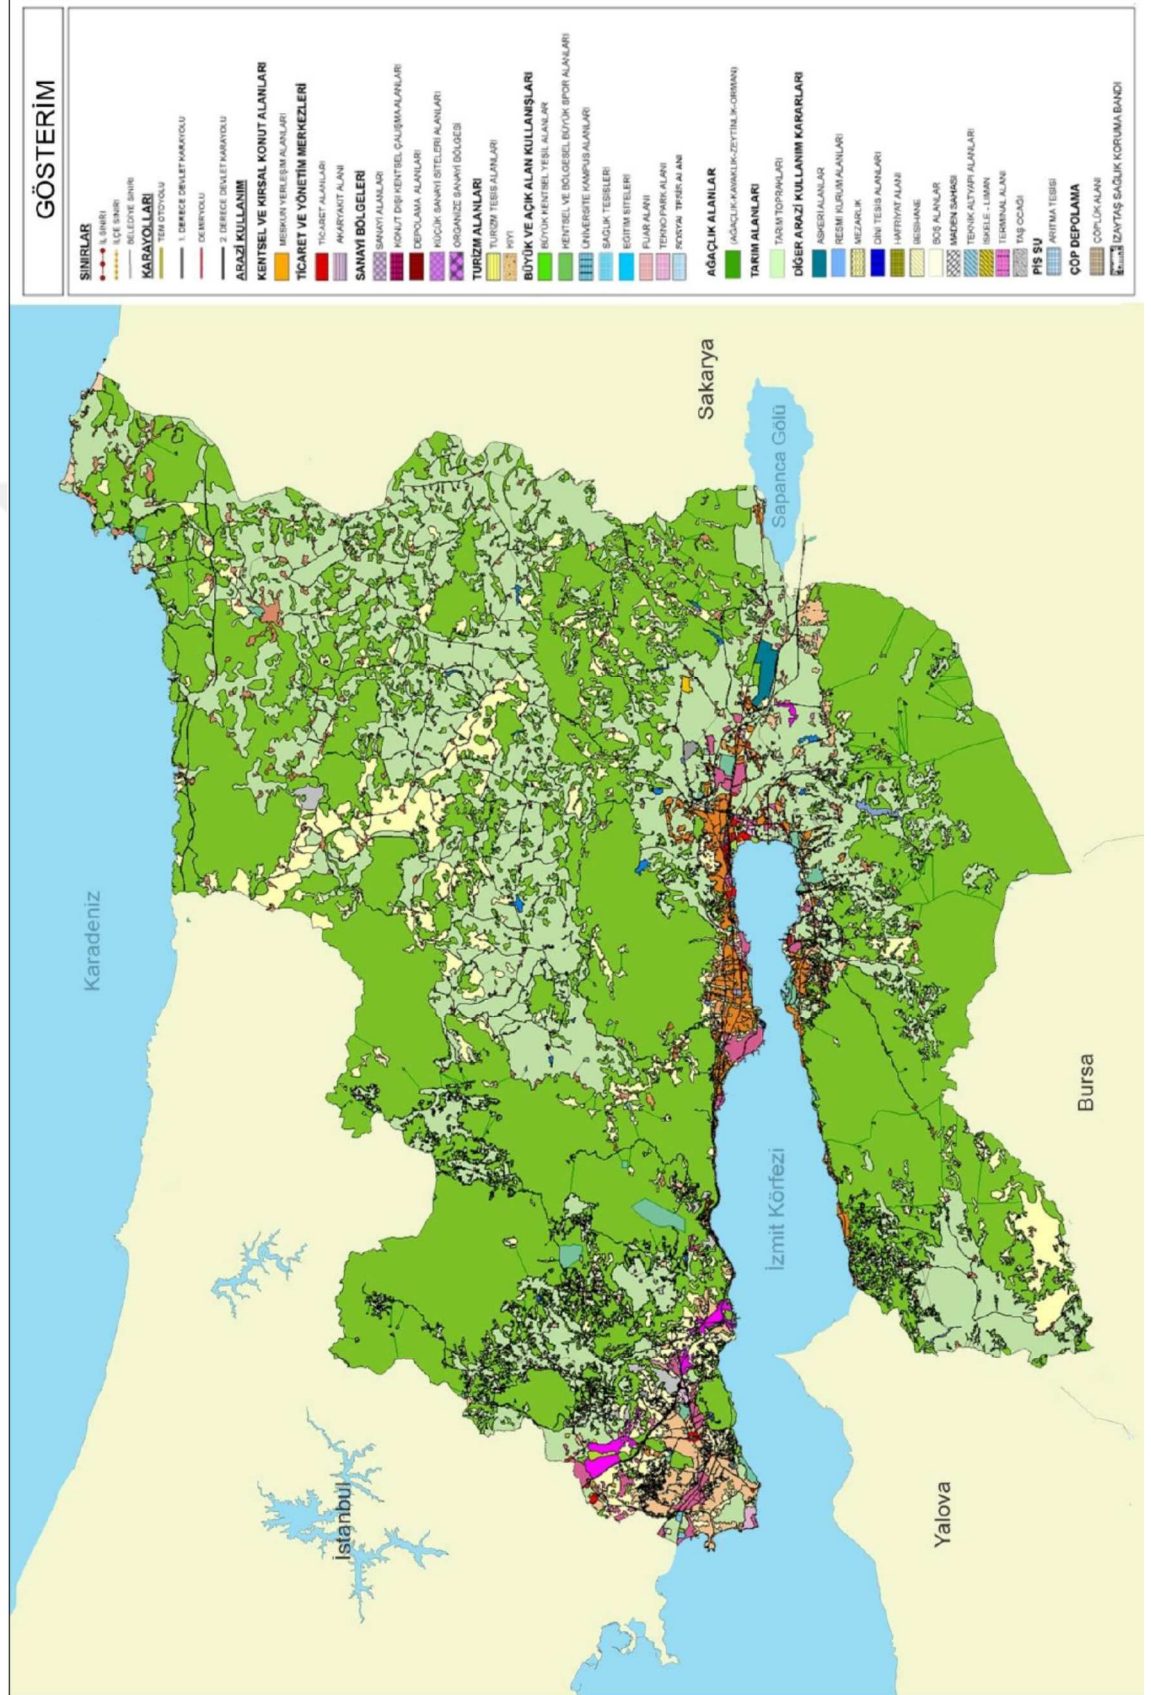 GÖSTERİM
SINIRLAR
İL SINIRI
İLÇE SINIRI
BELEDİYE SINIRI
KARAYOLLARI
TEM OTOYOLU
1. DERECE DEVLET KARAYOLU
DEMİRYOLU
2. DERECE DEVLET KARAYOLU
ARAZİ KULLANIM
KENTSEL VE KIRSAL KONUT ALANLARI
MESKUN YERLEŞİM ALANLARI
TİCARET VE YÖNETİM MERKEZLERİ
TİCARET ALANLARI
AKARYAKIT ALANI
SANAYİ BÖLGELERİ
SANAYİ ALANLARI
KONUT DIŞI KENTSEL ÇALIŞMA ALANLARI
DEPOLAMA ALANLARI
KÜÇÜK SANAYİ SİTELERİ ALANLARI
ORGANİZE SANAYİ BÖLGESİ
TURİZM ALANLARI
TURİZM TESİS ALANLARI
KIYI
BÜYÜK VE AÇIK ALAN KULLANIŞLARI
BÜYÜK KENTSEL YEŞİL ALANLAR
KENTSEL VE BÖLGESEL BÜYÜK SPOR ALANLARI
ÜNİVERSİTE KAMPUS ALANLARI
SAĞLIK TESİSLERİ
EĞİTİM SİTELERİ
FUAR ALANI
TEKNO PARK ALANI
SOSYAL TESİS ALANI
AĞAÇLIK ALANLAR
(AĞAÇLIK-KAVAKLIK-ZEYTİNLİK-ORMAN)
TARIM ALANLARI
TARIM TOPRAKLARI
DİĞER ARAZİ KULLANIM KARARLARI
ASKERİ ALANLAR
RESMİ KURUM ALANLARI
MEZARLIK
DİNİ TESİS ALANLARI
HAFRİYAT ALANI
BESİHANE
BOŞ ALANLAR
MADEN SAHASI
TEKNİK ALTYAPI ALANLARI
İSKELE - LİMAN
TERMİNAL ALANI
TAŞ OCAĞI
PİS SU
ARITMA TESİSİ
ÇÖP DEPOLAMA
ÇÖPLÜK ALANI
İZAYTAŞ SAĞLIK KORUMA BANDI
Karadeniz
Sakarya
Sapanca Gölü
İzmit Körfezi
Bursa
İstanbul
Yalova